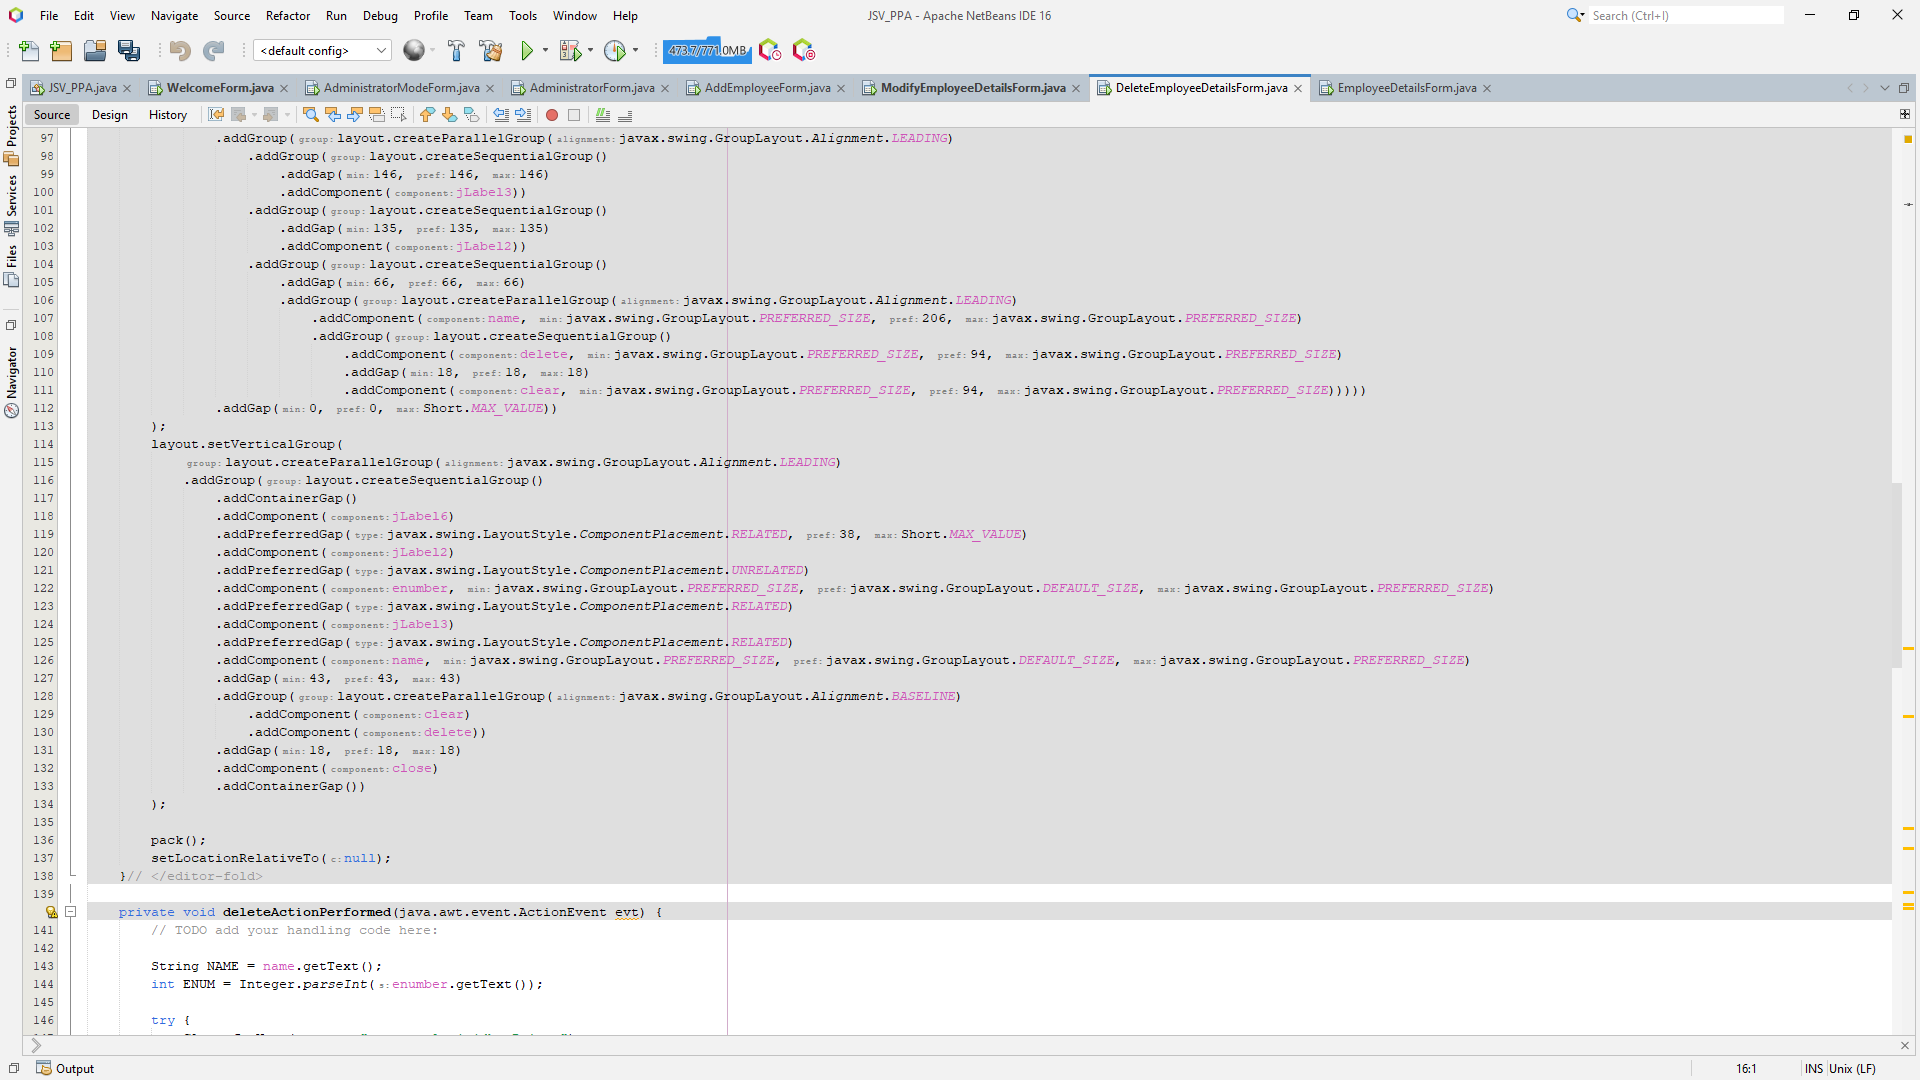 File Edit View Navigate Source Refactor Run Debug Profile Team Tools Window Help
JSV_PPA - Apache NetBeans IDE 16
Search (Ctrl+I)
<default config>
473.7/771.0MB
JSV_PPA.java
WelcomeForm.java
AdministratorModeForm.java
AdministratorForm.java
AddEmployeeForm.java
ModifyEmployeeDetailsForm.java
DeleteEmployeeDetailsForm.java
EmployeeDetailsForm.java
Source Design History
Projects
Services
Files
Navigator
97 .addGroup(group: layout.createParallelGroup(alignment: javax.swing.GroupLayout.Alignment.LEADING)
98 .addGroup(group: layout.createSequentialGroup()
99 .addGap(min: 146, pref: 146, max: 146)
100 .addComponent(component: jLabel3))
101 .addGroup(group: layout.createSequentialGroup()
102 .addGap(min: 135, pref: 135, max: 135)
103 .addComponent(component: jLabel2))
104 .addGroup(group: layout.createSequentialGroup()
105 .addGap(min: 66, pref: 66, max: 66)
106 .addGroup(group: layout.createParallelGroup(alignment: javax.swing.GroupLayout.Alignment.LEADING)
107 .addComponent(component: name, min: javax.swing.GroupLayout.PREFERRED_SIZE, pref: 206, max: javax.swing.GroupLayout.PREFERRED_SIZE)
108 .addGroup(group: layout.createSequentialGroup()
109 .addComponent(component: delete, min: javax.swing.GroupLayout.PREFERRED_SIZE, pref: 94, max: javax.swing.GroupLayout.PREFERRED_SIZE)
110 .addGap(min: 18, pref: 18, max: 18)
111 .addComponent(component: clear, min: javax.swing.GroupLayout.PREFERRED_SIZE, pref: 94, max: javax.swing.GroupLayout.PREFERRED_SIZE)))))
112 .addGap(min: 0, pref: 0, max: Short.MAX_VALUE))
113 );
114 layout.setVerticalGroup(
115 group: layout.createParallelGroup(alignment: javax.swing.GroupLayout.Alignment.LEADING)
116 .addGroup(group: layout.createSequentialGroup()
117 .addContainerGap()
118 .addComponent(component: jLabel6)
119 .addPreferredGap(type: javax.swing.LayoutStyle.ComponentPlacement.RELATED, pref: 38, max: Short.MAX_VALUE)
120 .addComponent(component: jLabel2)
121 .addPreferredGap(type: javax.swing.LayoutStyle.ComponentPlacement.UNRELATED)
122 .addComponent(component: enumber, min: javax.swing.GroupLayout.PREFERRED_SIZE, pref: javax.swing.GroupLayout.DEFAULT_SIZE, max: javax.swing.GroupLayout.PREFERRED_SIZE)
123 .addPreferredGap(type: javax.swing.LayoutStyle.ComponentPlacement.RELATED)
124 .addComponent(component: jLabel3)
125 .addPreferredGap(type: javax.swing.LayoutStyle.ComponentPlacement.RELATED)
126 .addComponent(component: name, min: javax.swing.GroupLayout.PREFERRED_SIZE, pref: javax.swing.GroupLayout.DEFAULT_SIZE, max: javax.swing.GroupLayout.PREFERRED_SIZE)
127 .addGap(min: 43, pref: 43, max: 43)
128 .addGroup(group: layout.createParallelGroup(alignment: javax.swing.GroupLayout.Alignment.BASELINE)
129 .addComponent(component: clear)
130 .addComponent(component: delete))
131 .addGap(min: 18, pref: 18, max: 18)
132 .addComponent(component: close)
133 .addContainerGap())
134 );
135
136 pack();
137 setLocationRelativeTo(c: null);
138 }// </editor-fold>
139
private void deleteActionPerformed(java.awt.event.ActionEvent evt) {
141 // TODO add your handling code here:
142
143 String NAME = name.getText();
144 int ENUM = Integer.parseInt(s: enumber.getText());
145
146 try {
Output
16:1 INS Unix (LF)